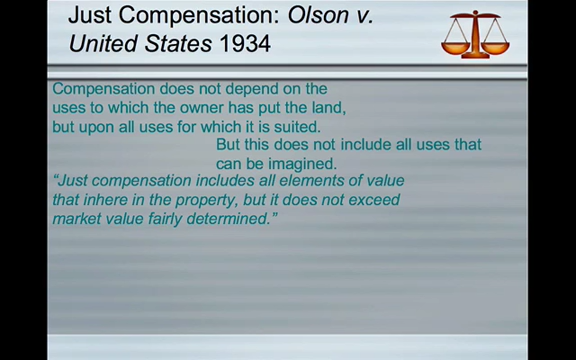 Just Compensation: Olson v.
United States 1934
Compensation does not depend on the
uses to which the owner has put the land,
but upon all uses for which it is suited.
But this does not include all uses that
can be imagined.
“Just compensation includes all elements of value
that inhere in the property, but it does not exceed
market value fairly determined.”